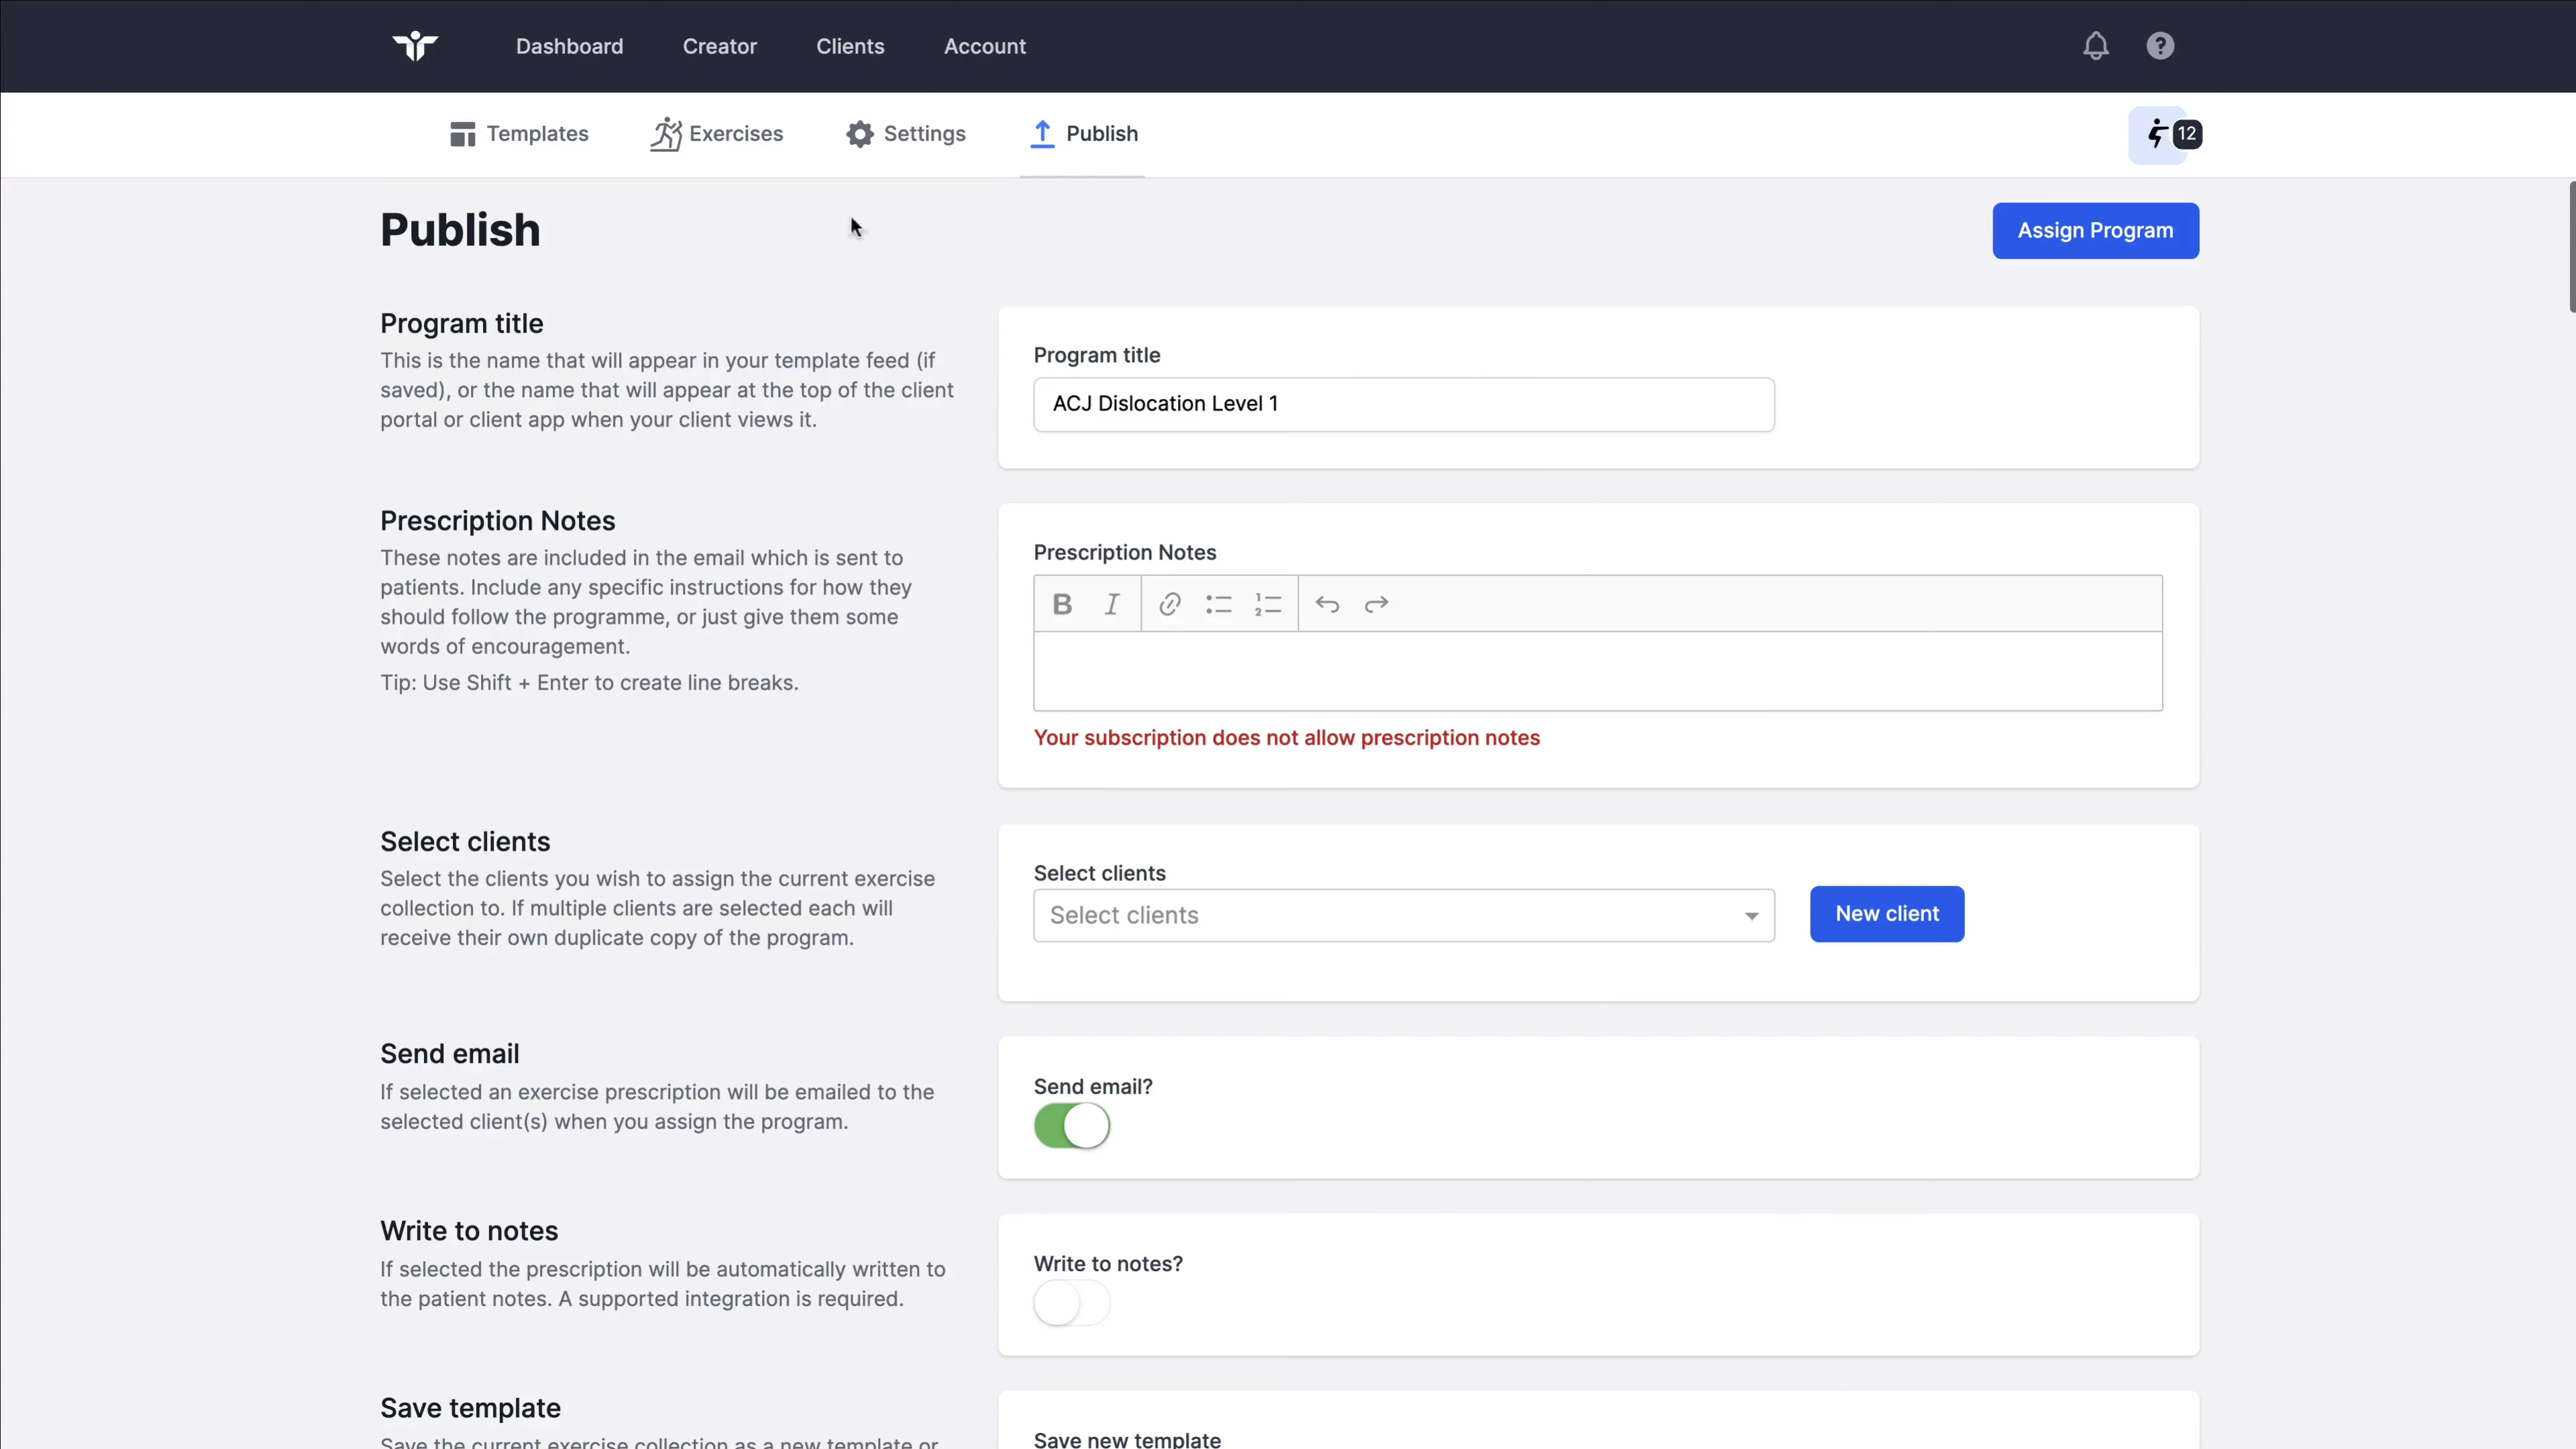 Dashboard Creator Clients Account
Templates Exercises Settings Publish 12
Publish
Assign Program
Program title
This is the name that will appear in your template feed (if
saved), or the name that will appear at the top of the client
portal or client app when your client views it.
Program title
ACJ Dislocation Level 1
Prescription Notes
These notes are included in the email which is sent to
patients. Include any specific instructions for how they
should follow the programme, or just give them some
words of encouragement.
Tip: Use Shift + Enter to create line breaks.
Prescription Notes
Your subscription does not allow prescription notes
Select clients
Select the clients you wish to assign the current exercise
collection to. If multiple clients are selected each will
receive their own duplicate copy of the program.
Select clients
Select clients
New client
Send email
If selected an exercise prescription will be emailed to the
selected client(s) when you assign the program.
Send email?
Write to notes
If selected the prescription will be automatically written to
the patient notes. A supported integration is required.
Write to notes?
Save template
Save the current exercise collection as a new template or
Save new template